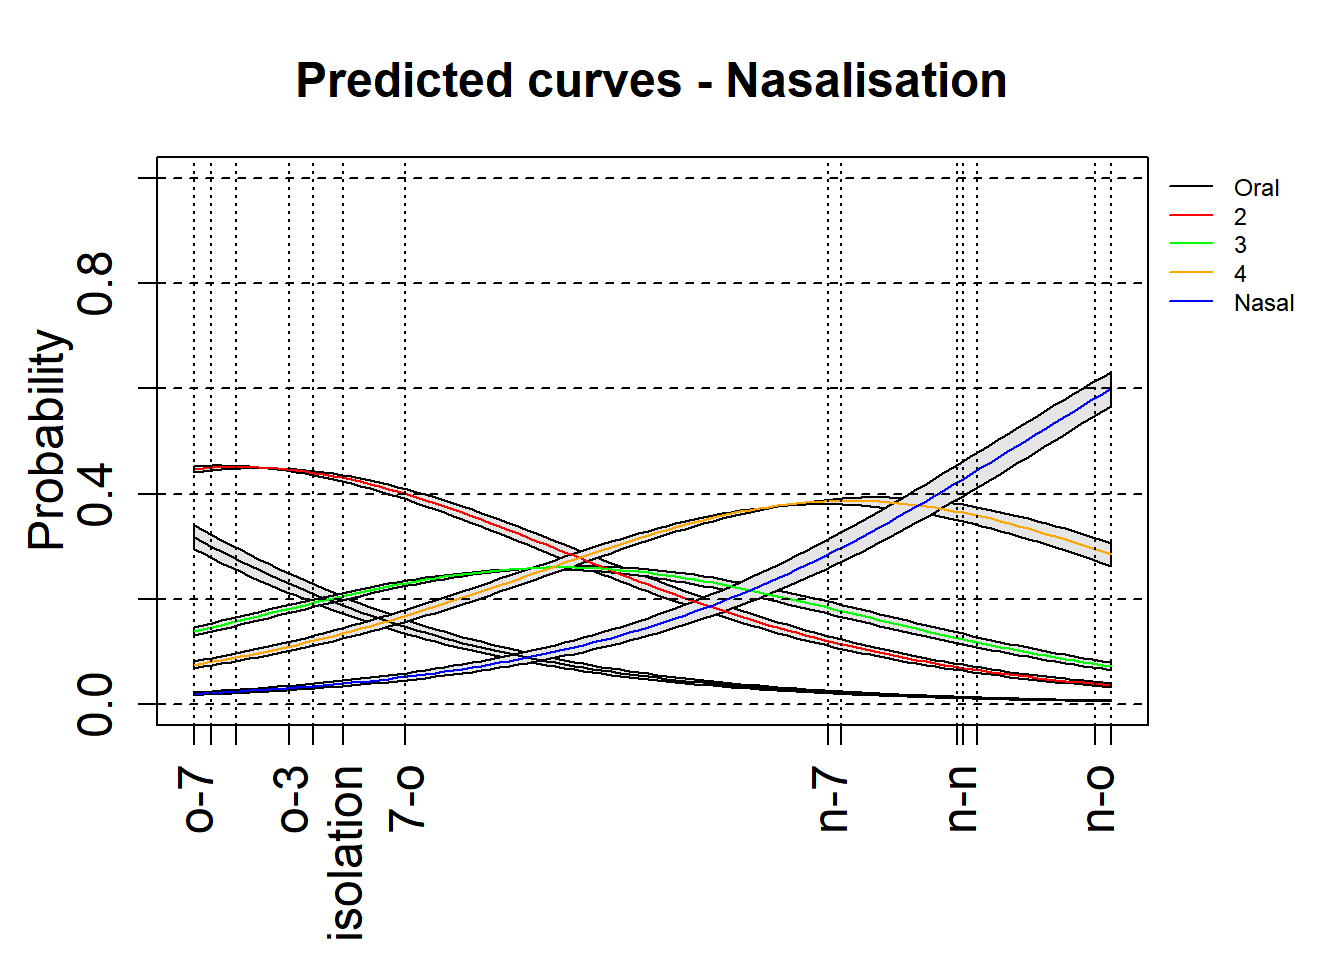 Predicted curves - Nasalisation
Probability
0.8
0.4
0.0
Oral
2
3
4
Nasal
o-7
o-3
isolation
7-o
n-7
n-n
n-o